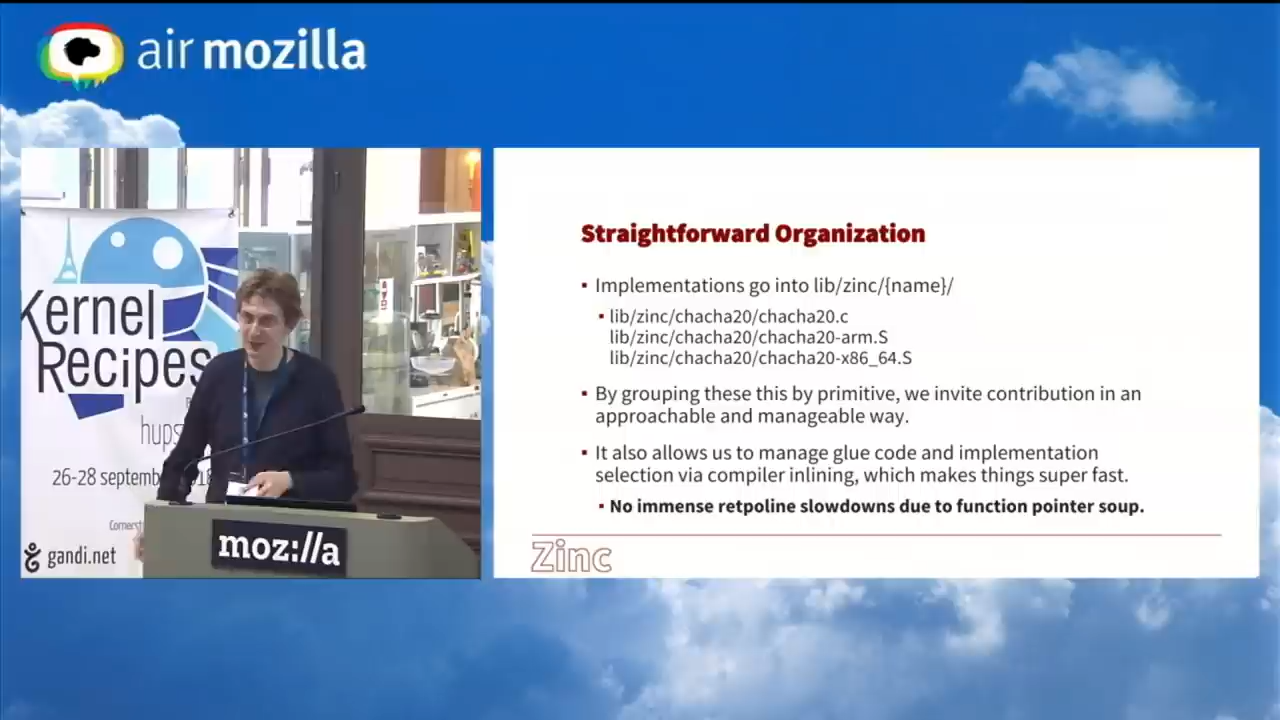 air mozilla
Kernel
Recipes
hups
26-28 septemb 18
gandi.net
moz://a
Straightforward Organization
▪ Implementations go into lib/zinc/{name}/
▪ lib/zinc/chacha20/chacha20.c
lib/zinc/chacha20/chacha20-arm.S
lib/zinc/chacha20/chacha20-x86_64.S
▪ By grouping these this by primitive, we invite contribution in an
approachable and manageable way.
▪ It also allows us to manage glue code and implementation
selection via compiler inlining, which makes things super fast.
▪ No immense retpoline slowdowns due to function pointer soup.
Zinc